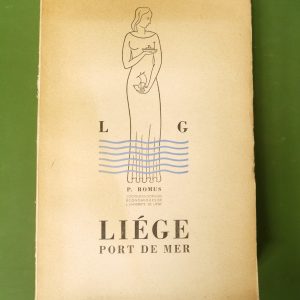 L G
P. ROMUS
LIÉGE
PORT DE MER